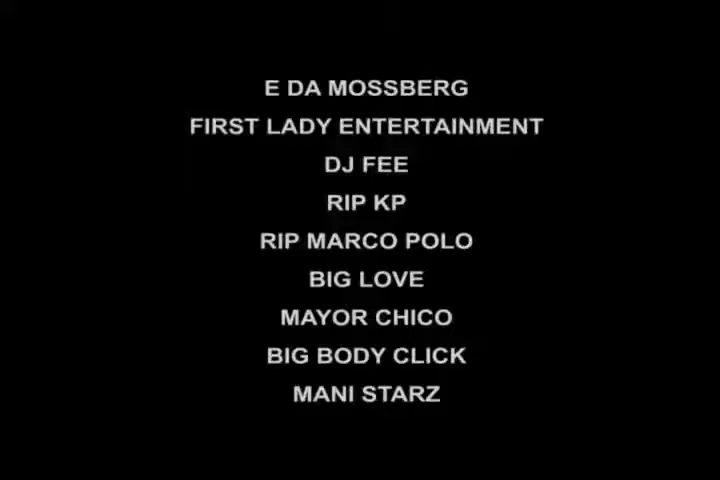 E DA MOSSBERG
FIRST LADY ENTERTAINMENT
DJ FEE
RIP KP
RIP MARCO POLO
BIG LOVE
MAYOR CHICO
BIG BODY CLICK
MANI STARZ